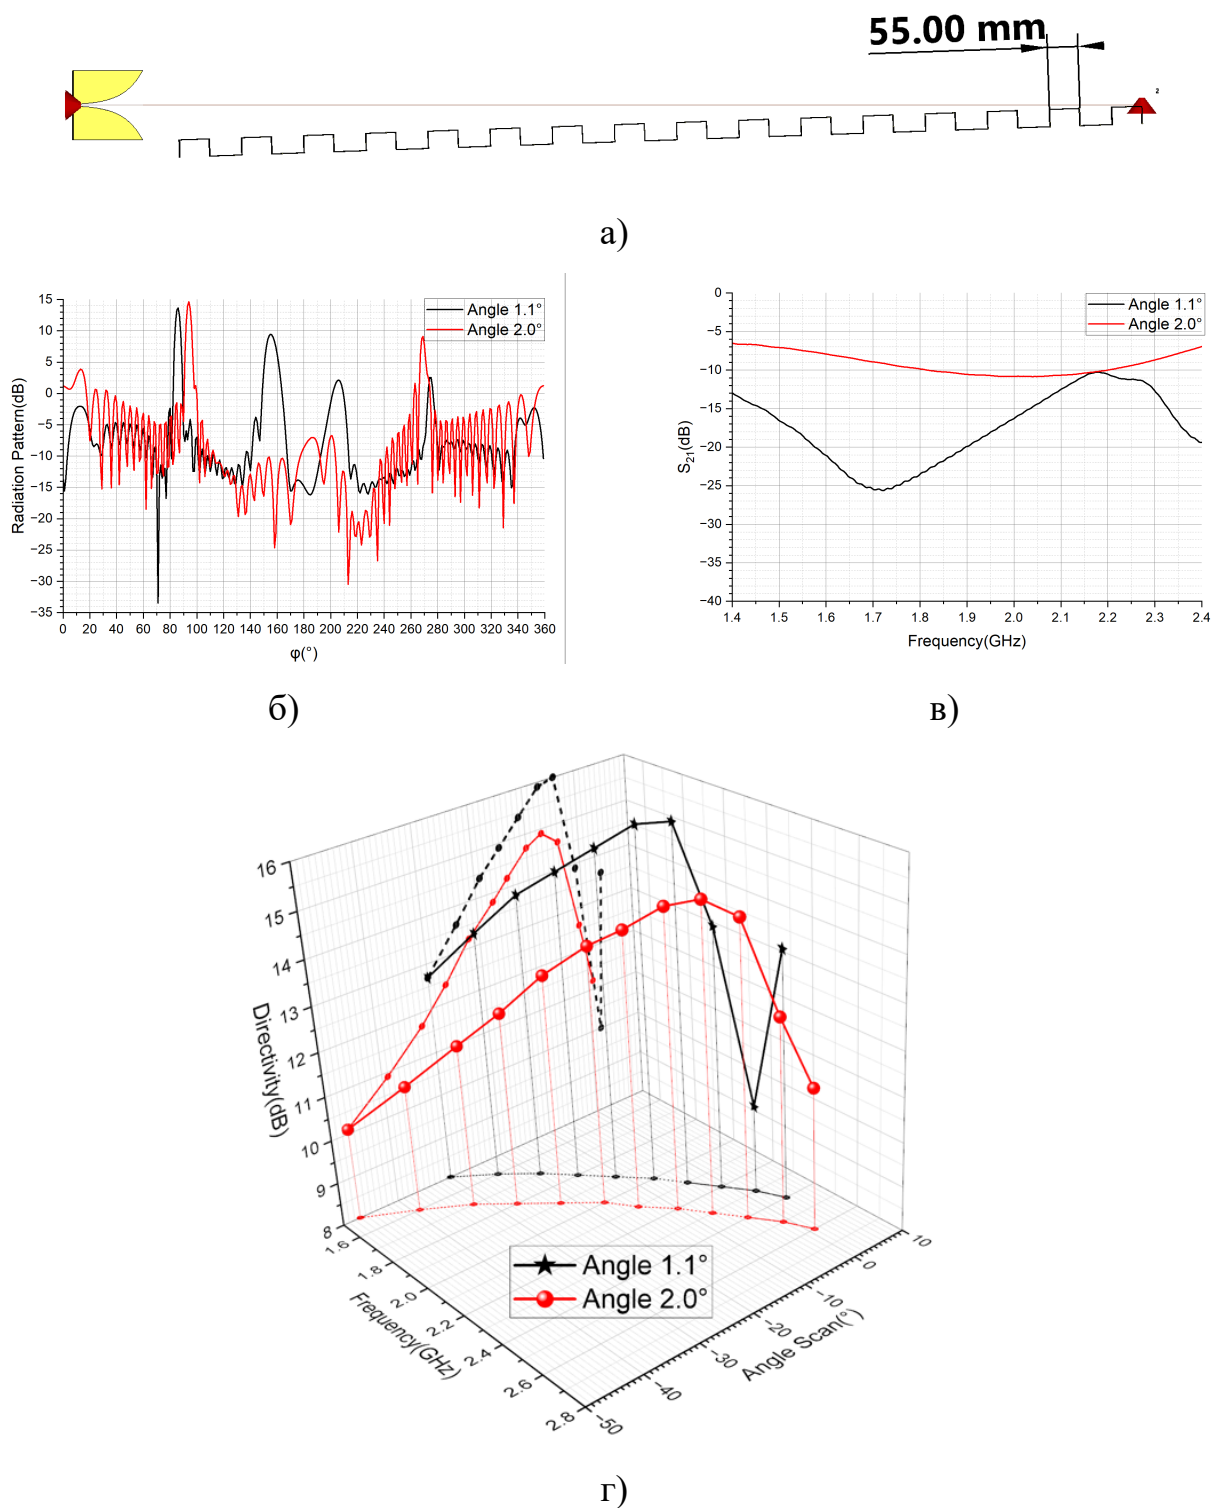 55.00 mm
2
а)
15
10
5
0
−5
−10
−15
−20
−25
−30
−35
Radiation Pattern(dB)
Angle 1.1°
Angle 2.0°
0 20 40 60 80 100 120 140 160 180 200 220 240 260 280 300 320 340 360
φ(°)
б)
0
−5
−10
−15
−20
−25
−30
−35
−40
S21(dB)
Angle 1.1°
Angle 2.0°
1.4 1.5 1.6 1.7 1.8 1.9 2.0 2.1 2.2 2.3 2.4
Frequency(GHz)
в)
16
15
14
13
12
11
10
9
8
Directivity(dB)
1.6
1.8
2.0
2.2
2.4
2.6
2.8
Frequency(GHz)
−50
−40
−30
−20
−10
0
10
Angle Scan(°)
Angle 1.1°
Angle 2.0°
г)